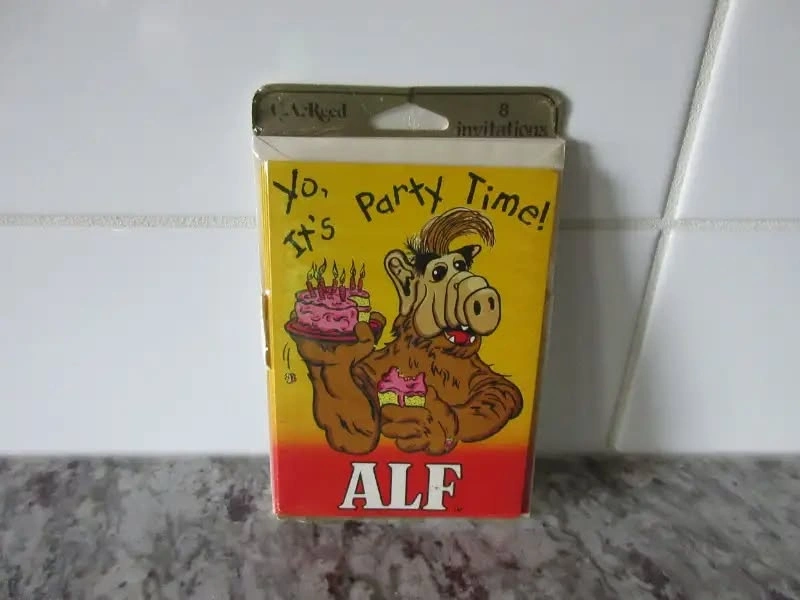 C.A. Reed
8
invitations
Yo,
It's Party Time!
ALF